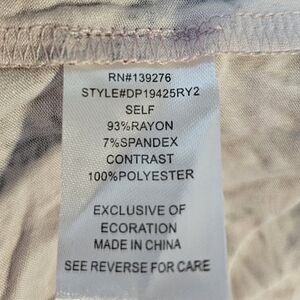 RN#139276
STYLE#DP19425RY2
SELF
93%RAYON
7%SPANDEX
CONTRAST
100%POLYESTER
EXCLUSIVE OF
ECORATION
MADE IN CHINA
SEE REVERSE FOR CARE